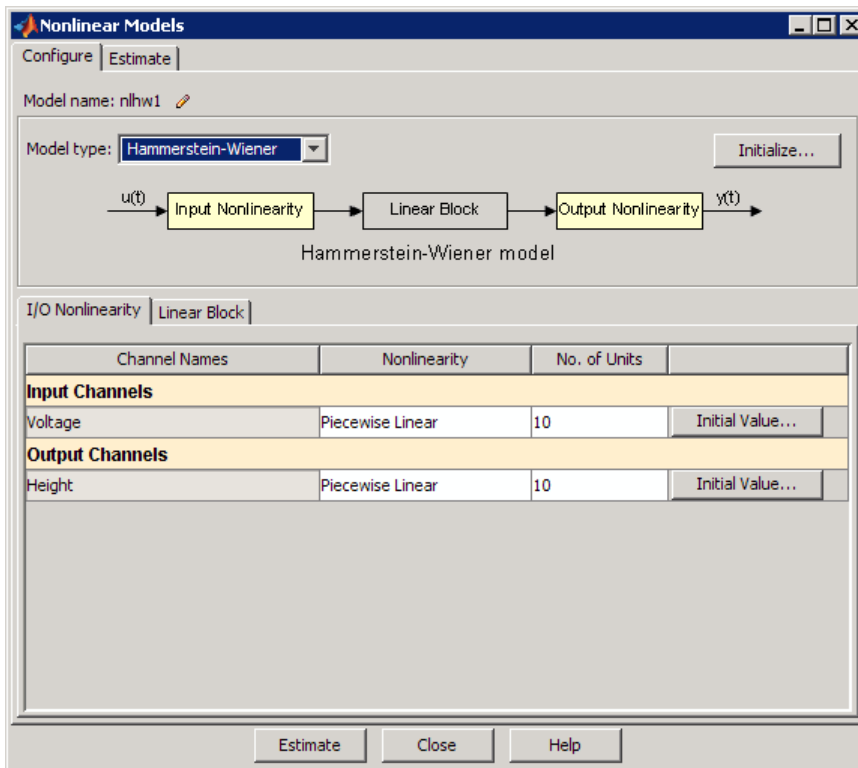 Nonlinear Models
Configure Estimate
Model name: nlhw1
Model type: Hammerstein-Wiener Initialize...
u(t) Input Nonlinearity Linear Block Output Nonlinearity y(t)
Hammerstein-Wiener model
I/O Nonlinearity Linear Block
Channel Names Nonlinearity No. of Units
Input Channels
Voltage Piecewise Linear 10 Initial Value...
Output Channels
Height Piecewise Linear 10 Initial Value...
Estimate Close Help